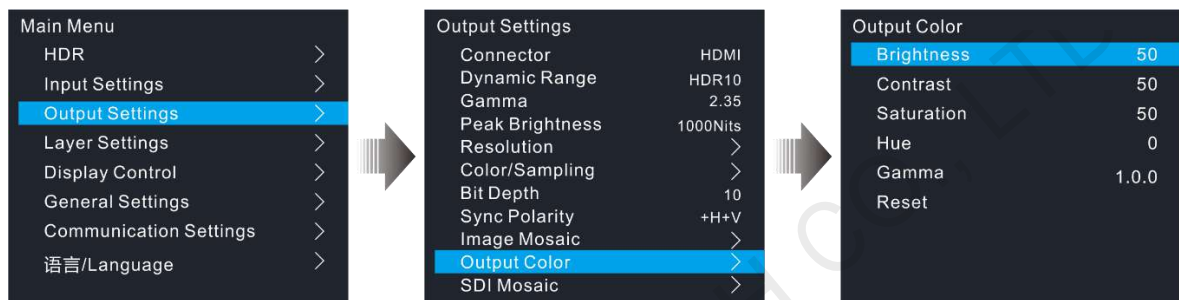 Main Menu
HDR >
Input Settings >
Output Settings >
Layer Settings >
Display Control >
General Settings >
Communication Settings >
语言/Language >
Output Settings
Connector HDMI
Dynamic Range HDR10
Gamma 2.35
Peak Brightness 1000Nits
Resolution >
Color/Sampling >
Bit Depth 10
Sync Polarity +H+V
Image Mosaic >
Output Color >
SDI Mosaic >
Output Color
Brightness 50
Contrast 50
Saturation 50
Hue 0
Gamma 1.0.0
Reset
CO., LTD